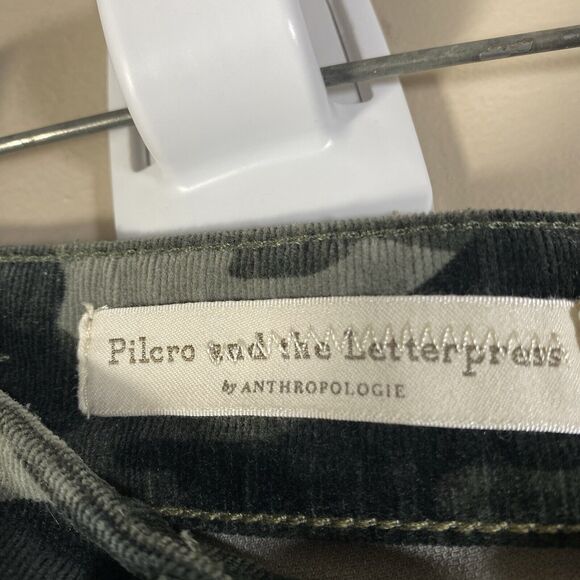 Pilcro and the Letterpress
by ANTHROPOLOGIE